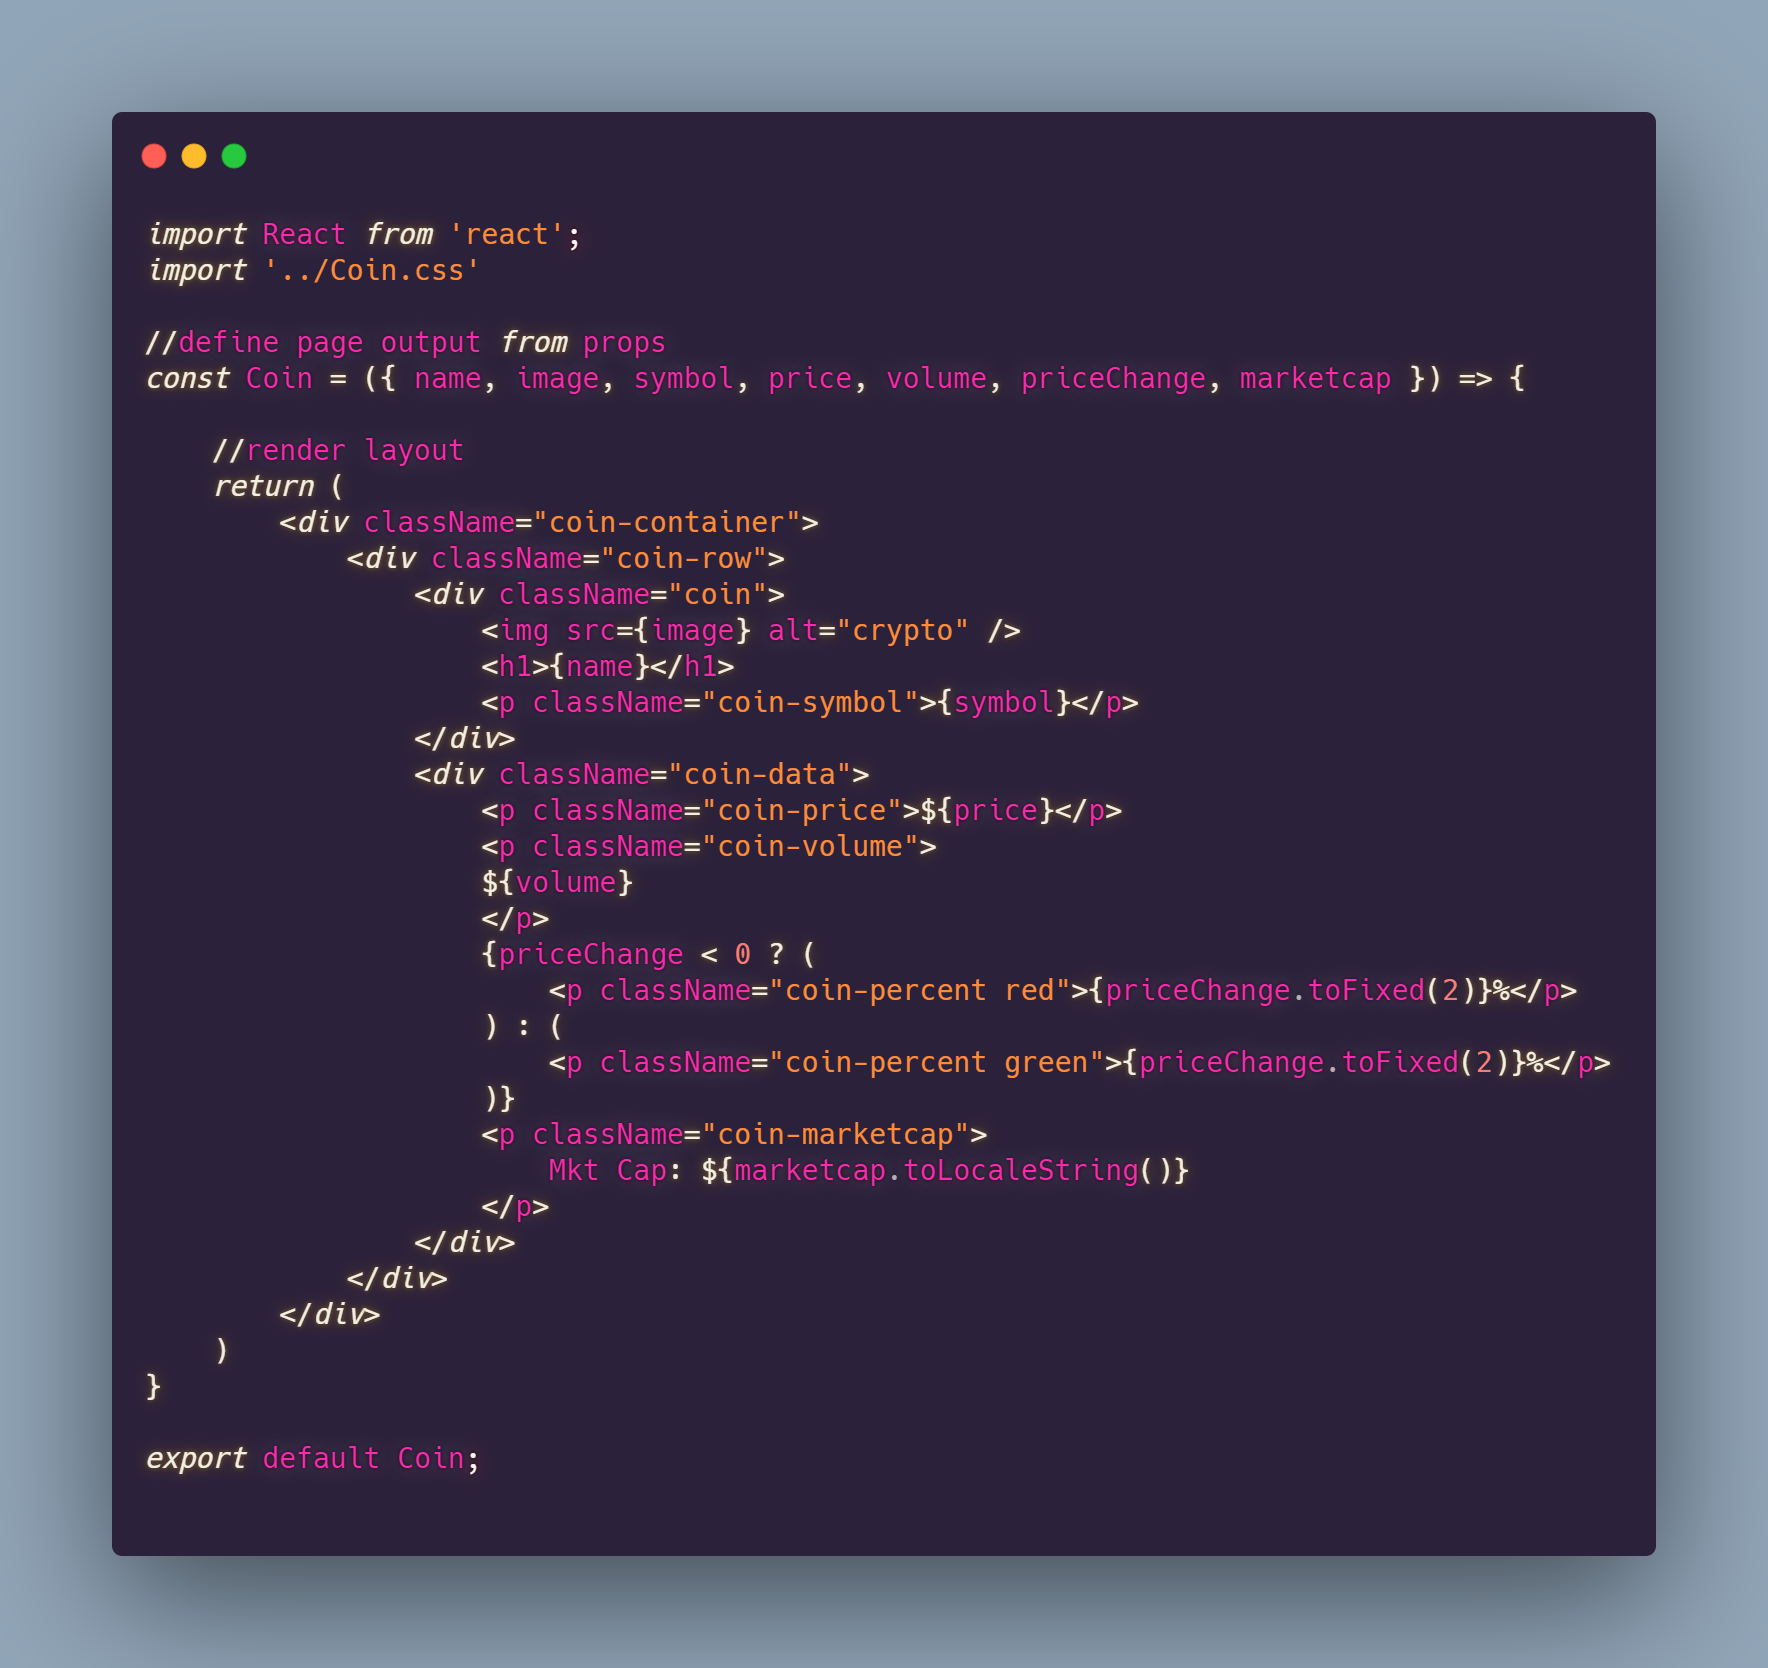 import React from 'react';
import '../Coin.css'

//define page output from props
const Coin = ({ name, image, symbol, price, volume, priceChange, marketcap }) => {

    //render layout
    return (
        <div className="coin-container">
            <div className="coin-row">
                <div className="coin">
                    <img src={image} alt="crypto" />
                    <h1>{name}</h1>
                    <p className="coin-symbol">{symbol}</p>
                </div>
                <div className="coin-data">
                    <p className="coin-price">${price}</p>
                    <p className="coin-volume">
                    ${volume}
                    </p>
                    {priceChange < 0 ? (
                        <p className="coin-percent red">{priceChange.toFixed(2)}%</p>
                    ) : (
                        <p className="coin-percent green">{priceChange.toFixed(2)}%</p>
                    )}
                    <p className="coin-marketcap">
                        Mkt Cap: ${marketcap.toLocaleString()}
                    </p>
                </div>
            </div>
        </div>
    )
}

export default Coin;